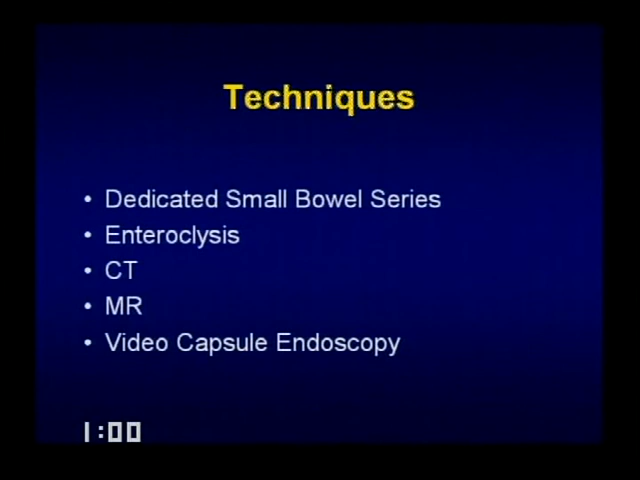 Techniques
• Dedicated Small Bowel Series
• Enteroclysis
• CT
• MR
• Video Capsule Endoscopy
1:00